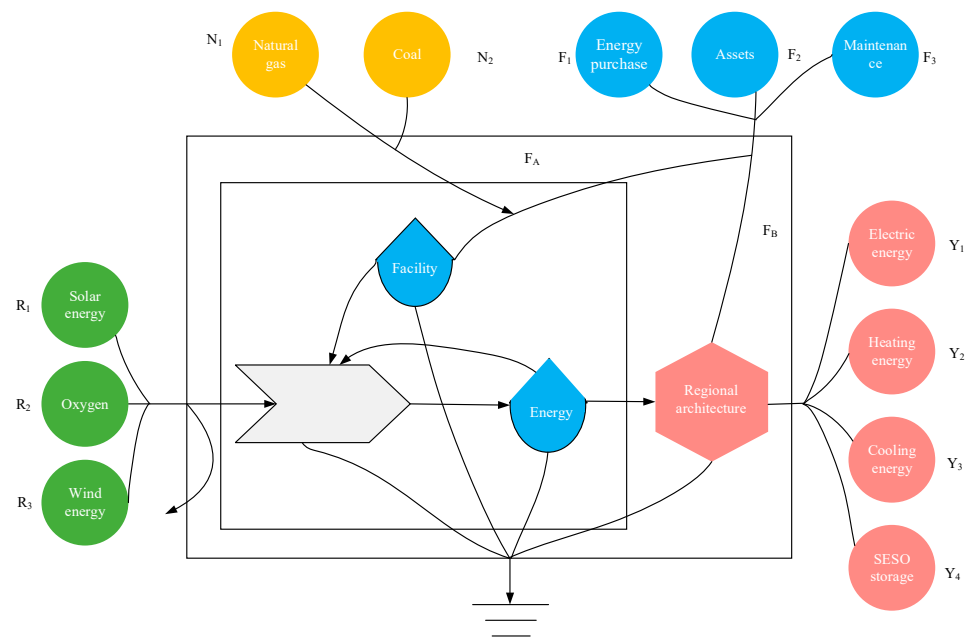 N1
Natural
gas
Coal
N2
F1
Energy
purchase
Assets
F2
Maintenan
ce
F3
FA
FB
Facility
Electric
energy
Y1
R1
Solar
energy
Heating
energy
Y2
R2
Oxygen
Energy
Regional
architecture
Cooling
energy
Y3
R3
Wind
energy
SESO
storage
Y4